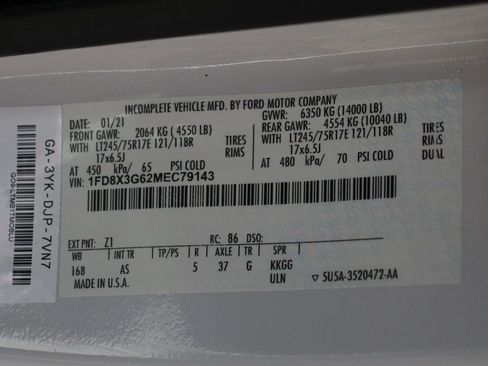 INCOMPLETE VEHICLE MFD. BY FORD MOTOR COMPANY
DATE: 01/21 GVWR: 6350 KG (14000 LB)
FRONT GAWR: 2064 KG (4550 LB) REAR GAWR: 4554 KG (10040 LB)
WITH LT245/75R17E 121/118R TIRES WITH LT245/75R17E 121/118R TIRES
17x6.5J RIMS 17x6.5J RIMS
AT 450 kPa/ 65 PSI COLD AT 480 kPa/ 70 PSI COLD DUAL
VIN: 1FD8X3G62MEC79143
EXT PNT: Z1 RC: 86 DSO:
WB INT TR TP/PS R AXLE TR SPR
168 AS 5 37 G KKGG
MADE IN U.S.A. ULN 5U5A-3520472-AA
GA-3YK-DJP-7VN7